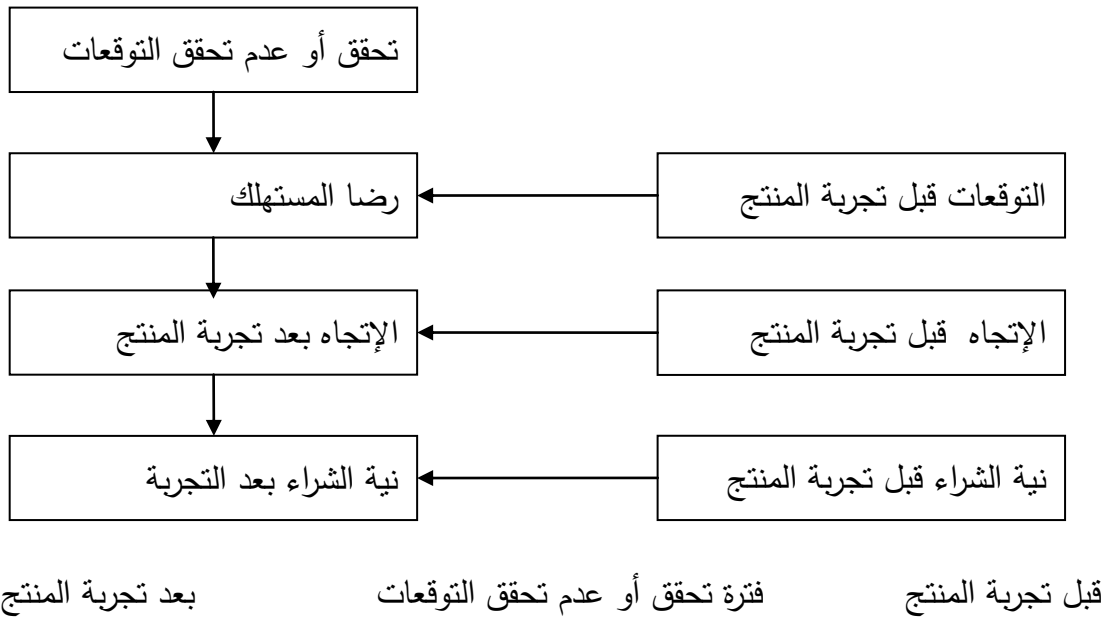 تحقق أو عدم تحقق التوقعات
التوقعات قبل تجربة المنتج
رضا المستهلك
الإتجاه قبل تجربة المنتج
الإتجاه بعد تجربة المنتج
نية الشراء قبل تجربة المنتج
نية الشراء بعد التجربة
قبل تجربة المنتج
فترة تحقق أو عدم تحقق التوقعات
بعد تجربة المنتج